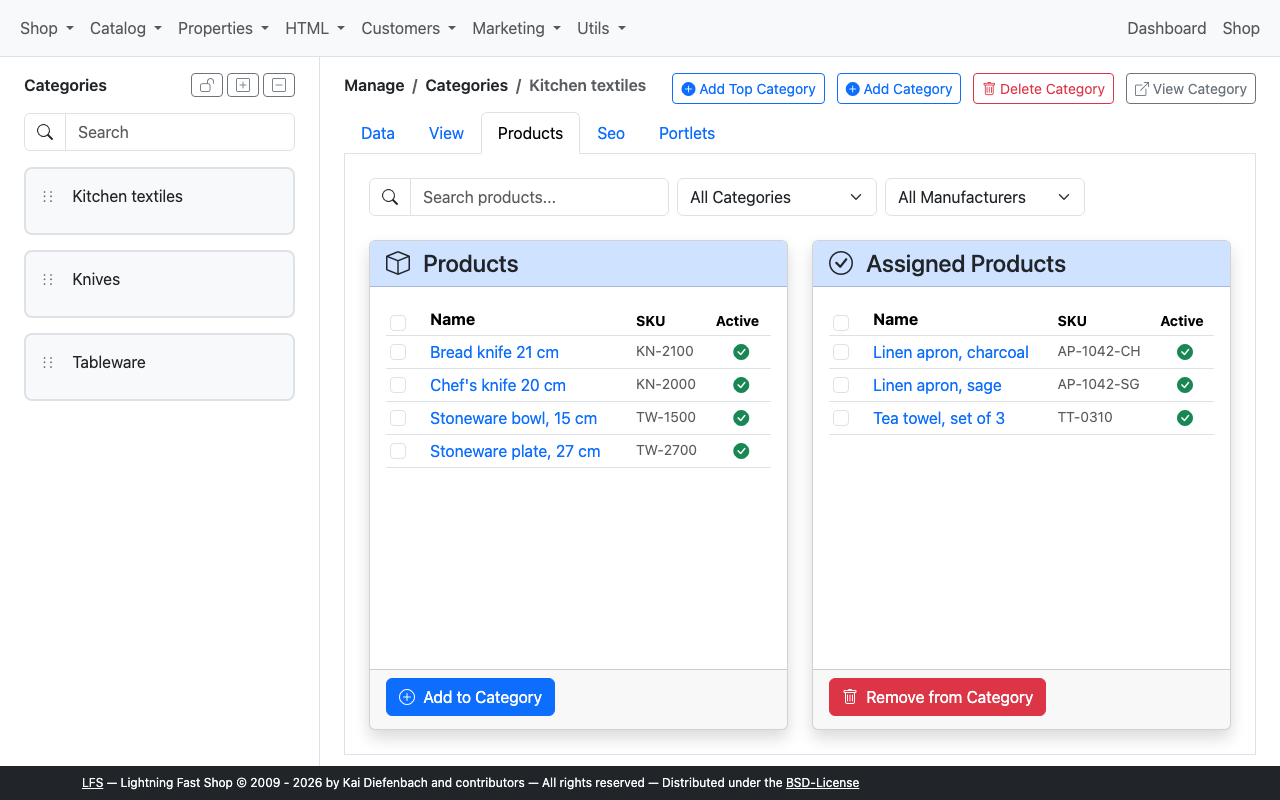 Shop Catalog Properties HTML Customers Marketing Utils Dashboard Shop
Categories
Search
Kitchen textiles
Knives
Tableware
Manage / Categories / Kitchen textiles
Add Top Category Add Category Delete Category View Category
Data View Products Seo Portlets
Search products... All Categories All Manufacturers
Products
Name SKU Active
Bread knife 21 cm KN-2100
Chef's knife 20 cm KN-2000
Stoneware bowl, 15 cm TW-1500
Stoneware plate, 27 cm TW-2700
Add to Category
Assigned Products
Name SKU Active
Linen apron, charcoal AP-1042-CH
Linen apron, sage AP-1042-SG
Tea towel, set of 3 TT-0310
Remove from Category
LFS — Lightning Fast Shop © 2009 - 2026 by Kai Diefenbach and contributors — All rights reserved — Distributed under the BSD-License